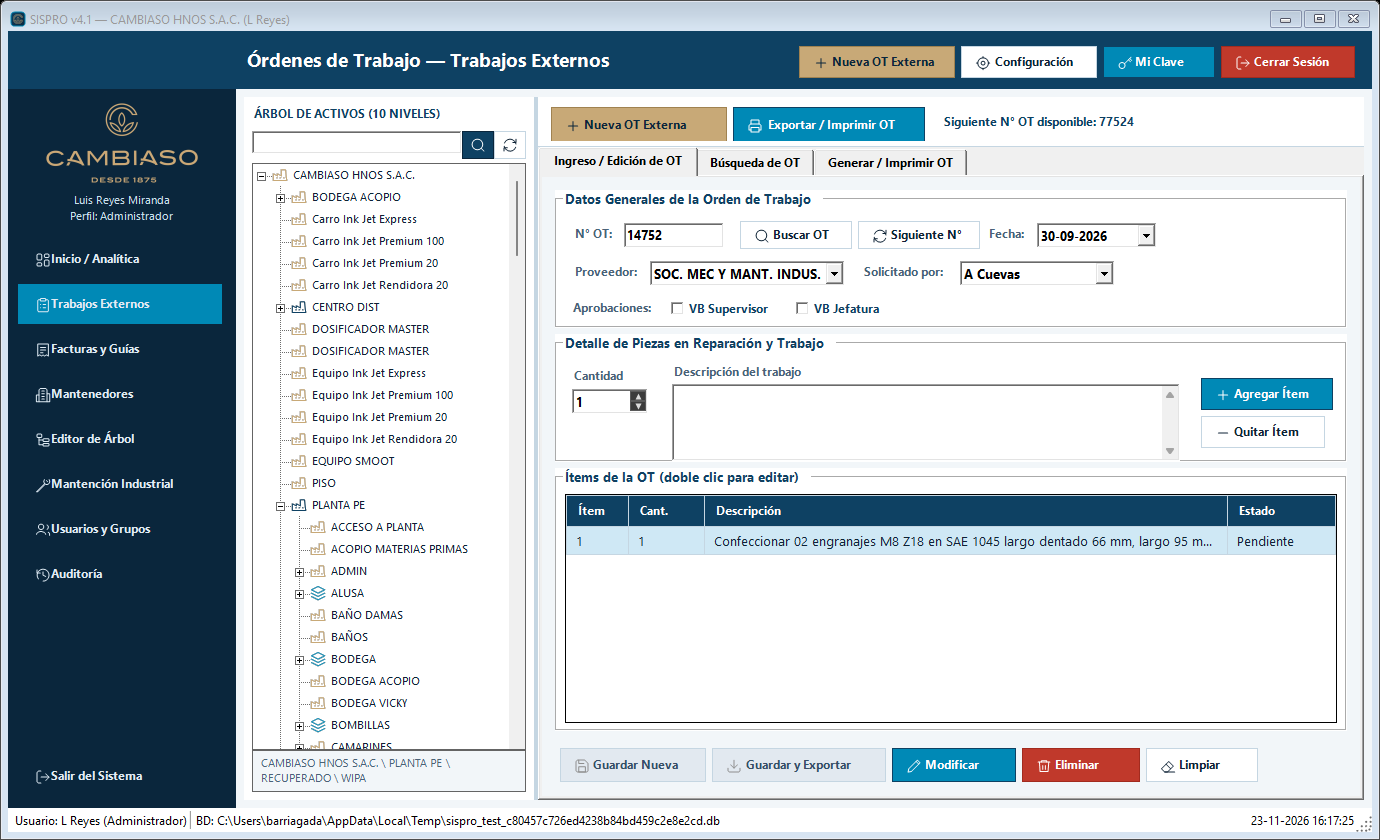 SISPRO v4.1 — CAMBIASO HNOS S.A.C. (L Reyes)
Órdenes de Trabajo — Trabajos Externos
Nueva OT Externa
Configuración
Mi Clave
Cerrar Sesión
CAMBIASO
DESDE 1875
Luis Reyes Miranda
Perfil: Administrador
Inicio / Analítica
Trabajos Externos
Facturas y Guías
Mantenedores
Editor de Árbol
Mantención Industrial
Usuarios y Grupos
Auditoría
Salir del Sistema
ÁRBOL DE ACTIVOS (10 NIVELES)
CAMBIASO HNOS S.A.C.
BODEGA ACOPIO
Carro Ink Jet Express
Carro Ink Jet Premium 100
Carro Ink Jet Premium 20
Carro Ink Jet Rendidora 20
CENTRO DIST
DOSIFICADOR MASTER
DOSIFICADOR MASTER
Equipo Ink Jet Express
Equipo Ink Jet Premium 100
Equipo Ink Jet Premium 20
Equipo Ink Jet Rendidora 20
EQUIPO SMOOT
PISO
PLANTA PE
ACCESO A PLANTA
ACOPIO MATERIAS PRIMAS
ADMIN
ALUSA
BAÑO DAMAS
BAÑOS
BODEGA
BODEGA ACOPIO
BODEGA VICKY
BOMBILLAS
CAMARINES
CAMBIASO HNOS S.A.C. \ PLANTA PE \
RECUPERADO \ WIPA
Nueva OT Externa
Exportar / Imprimir OT
Siguiente N° OT disponible: 77524
Ingreso / Edición de OT
Búsqueda de OT
Generar / Imprimir OT
Datos Generales de la Orden de Trabajo
N° OT:
14752
Buscar OT
Siguiente N°
Fecha:
30-09-2026
Proveedor:
SOC. MEC Y MANT. INDUS.
Solicitado por:
A Cuevas
Aprobaciones:
VB Supervisor
VB Jefatura
Detalle de Piezas en Reparación y Trabajo
Cantidad
1
Descripción del trabajo
Agregar Ítem
Quitar Ítem
Ítems de la OT (doble clic para editar)
Ítem Cant. Descripción Estado
1 1 Confeccionar 02 engranajes M8 Z18 en SAE 1045 largo dentado 66 mm, largo 95 m... Pendiente
Guardar Nueva
Guardar y Exportar
Modificar
Eliminar
Limpiar
Usuario: L Reyes (Administrador)
BD: C:\Users\barriagada\AppData\Local\Temp\sispro_test_c80457c726ed4238b84bd459c2e8e2cd.db
23-11-2026 16:17:25